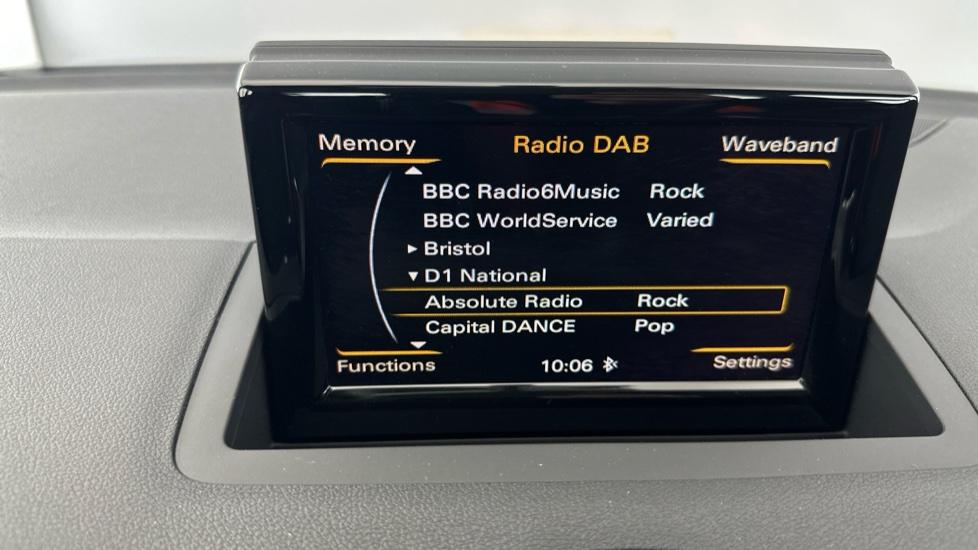 Memory Radio DAB Waveband
BBC Radio6Music Rock
BBC WorldService Varied
Bristol
D1 National
Absolute Radio Rock
Capital DANCE Pop
Functions 10:06 Settings